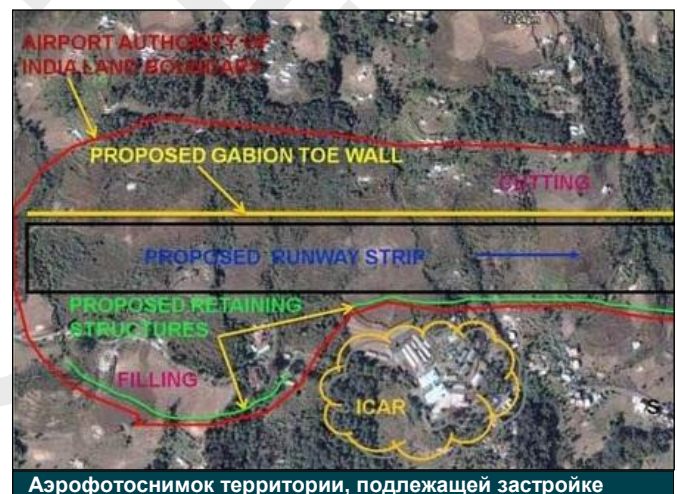 AIRPORT AUTHORITY OF
INDIA LAND BOUNDARY
PROPOSED GABION TOE WALL
CUTTING
PROPOSED RUNWAY STRIP
PROPOSED RETAINING
STRUCTURES
FILLING
ICAR
S
Аэрофотоснимок территории, подлежащей застройке